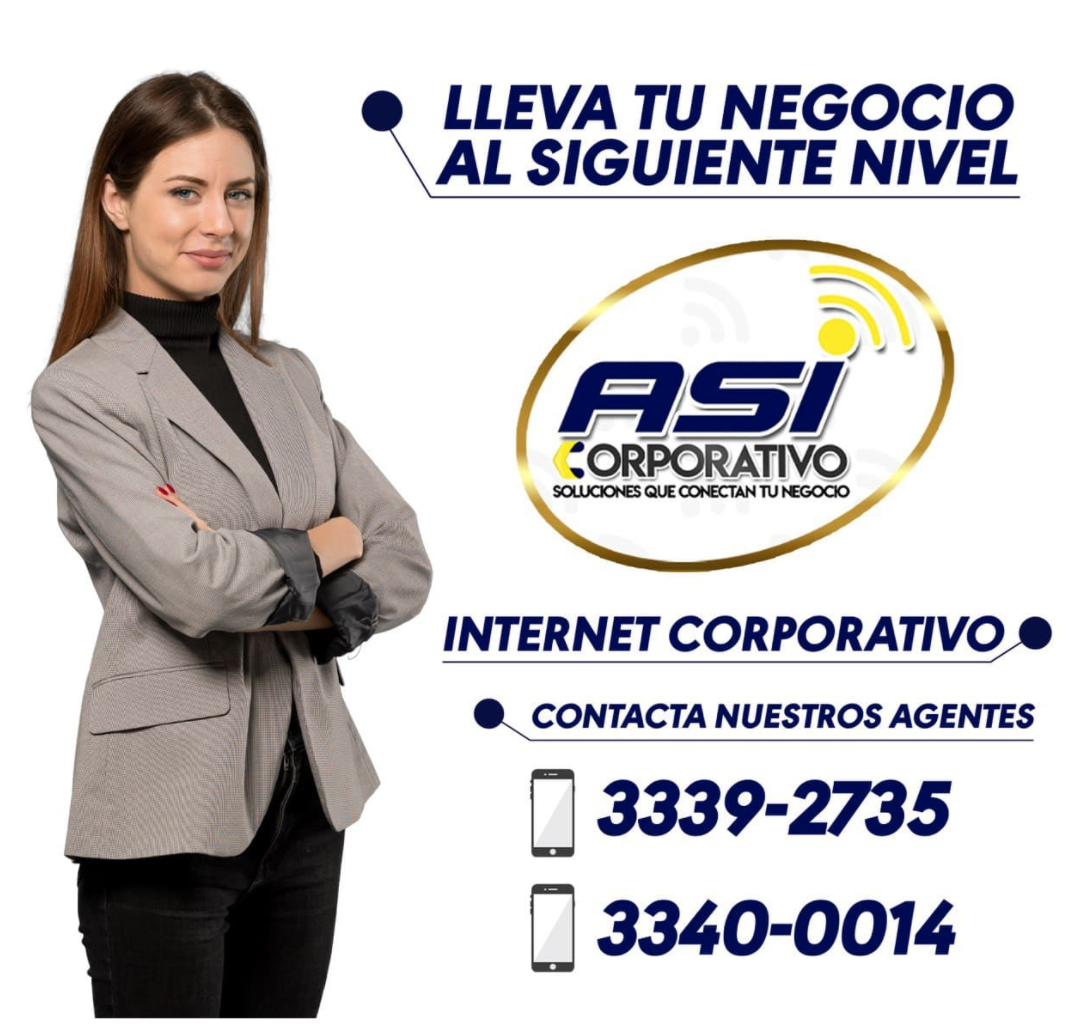 LLEVA TU NEGOCIO
AL SIGUIENTE NIVEL
ASI
CORPORATIVO
SOLUCIONES QUE CONECTAN TU NEGOCIO
INTERNET CORPORATIVO
CONTACTA NUESTROS AGENTES
3339-2735
3340-0014